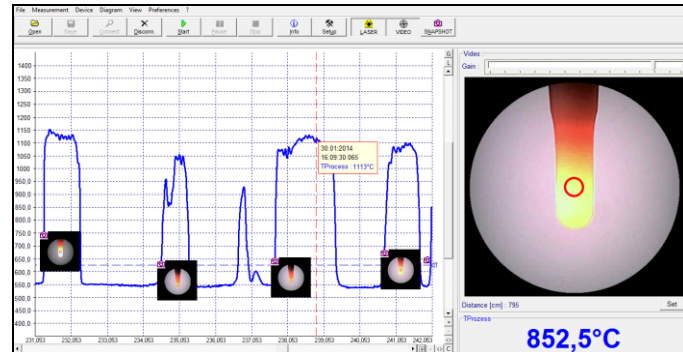 File Measurement Device Diagram View Preferences ?
Open Save Connect Disconn. Start Pause Stop Info Setup LASER VIDEO SNAPSHOT
Video
Gain :
1400
1350
1300
1250
1200
1150
1100
1050
1000
950,0
900,0
850,0
800,0
750,0
700,0
650,0
600,0
550,0
500,0
450,0
400,0
30:01:2014
16:09:30:065
TProcess :1113°C
231,053 232,053 233,053 234,053 235,053 236,053 237,053 238,053 239,053 240,053 241,053 242,053
G
L
C
Distance [cm] : 795
Set
TProzess
852,5°C